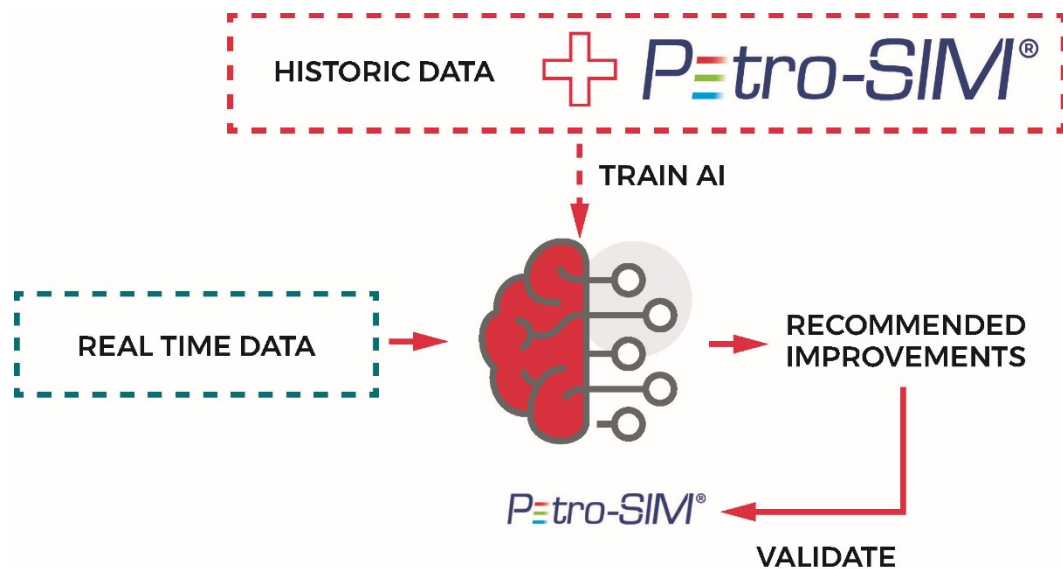 HISTORIC DATA
Petro-SIM®
TRAIN AI
REAL TIME DATA
RECOMMENDED
IMPROVEMENTS
Petro-SIM®
VALIDATE